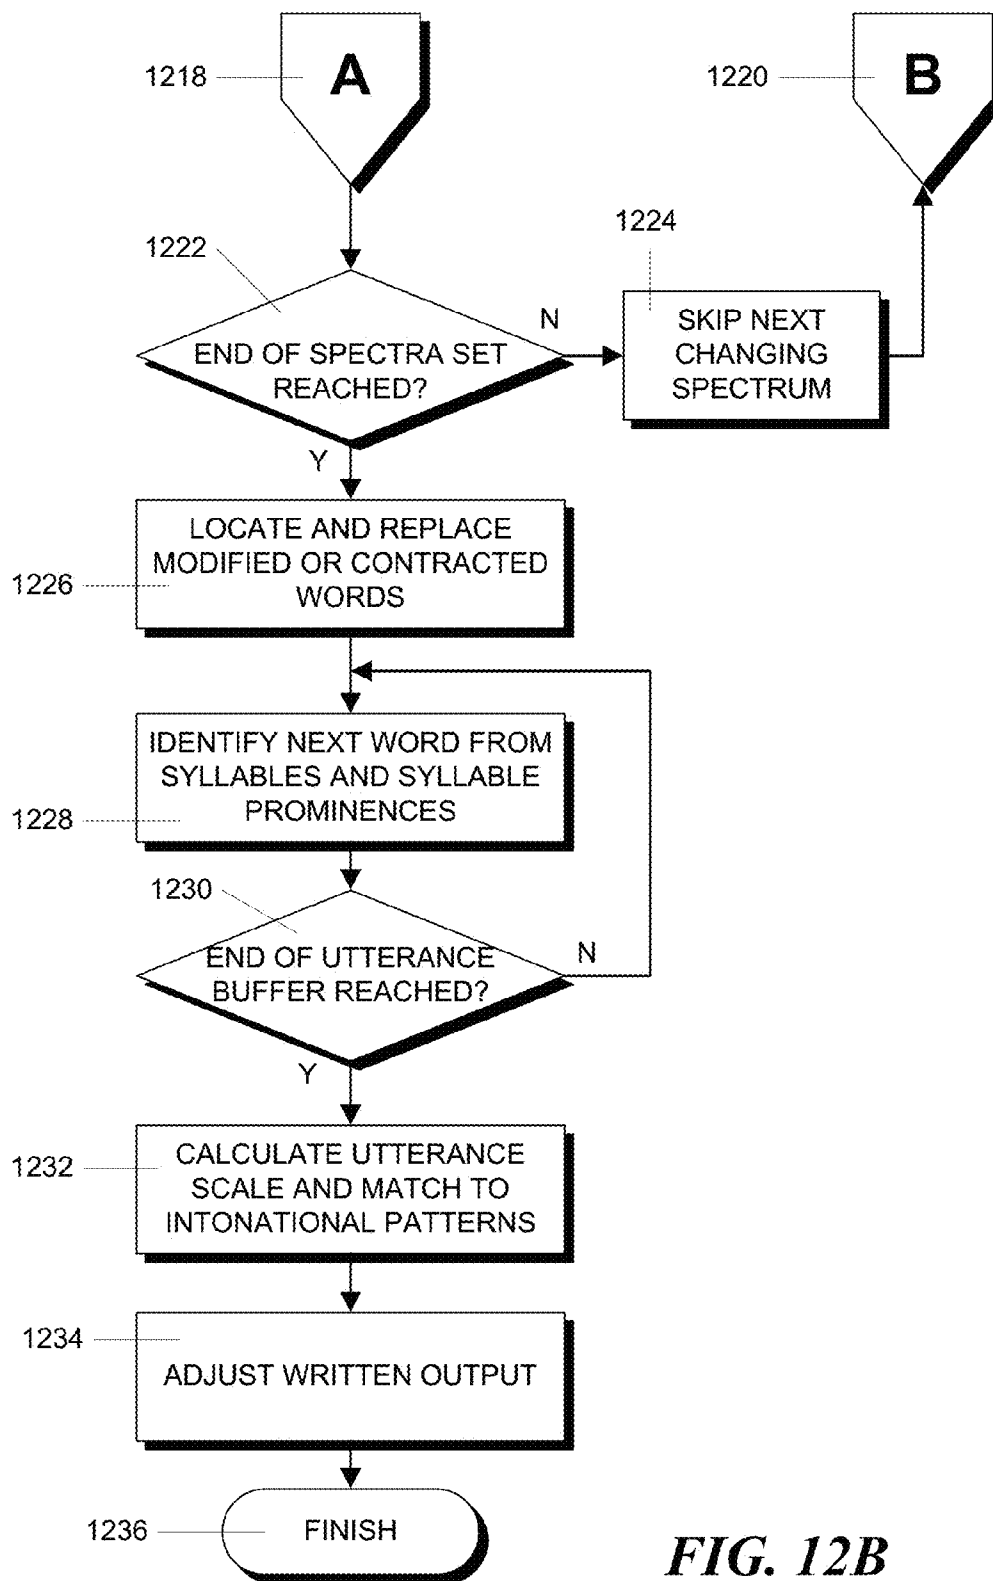 1218
A
1220
B
1222
END OF SPECTRA SET
REACHED?
N
Y
1224
SKIP NEXT
CHANGING
SPECTRUM
1226
LOCATE AND REPLACE
MODIFIED OR CONTRACTED
WORDS
1228
IDENTIFY NEXT WORD FROM
SYLLABLES AND SYLLABLE
PROMINENCES
1230
END OF UTTERANCE
BUFFER REACHED?
N
Y
1232
CALCULATE UTTERANCE
SCALE AND MATCH TO
INTONATIONAL PATTERNS
1234
ADJUST WRITTEN OUTPUT
1236
FINISH
FIG. 12B